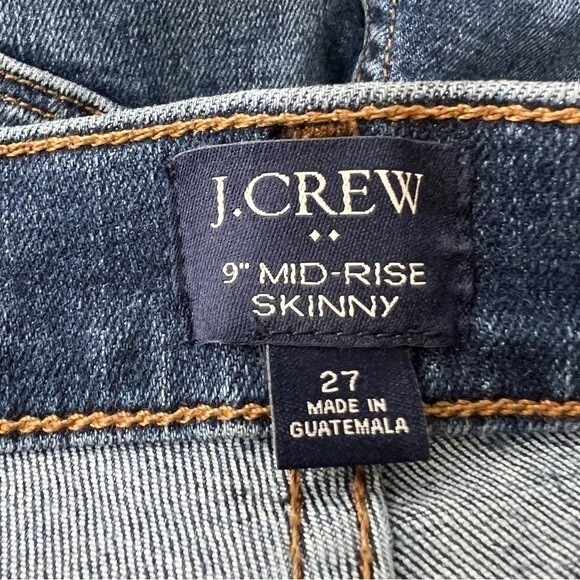 J.CREW
9" MID-RISE
SKINNY
27
MADE IN
GUATEMALA